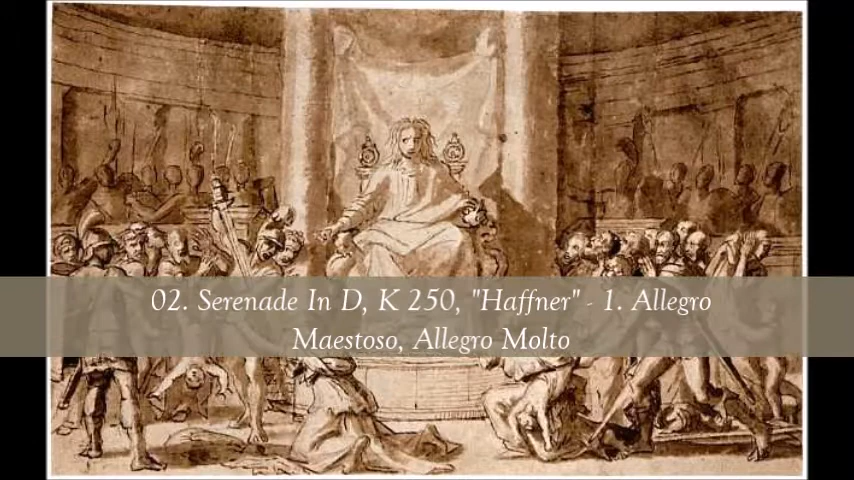 02. Serenade In D, K 250, "Haffner" - 1. Allegro
Maestoso, Allegro Molto